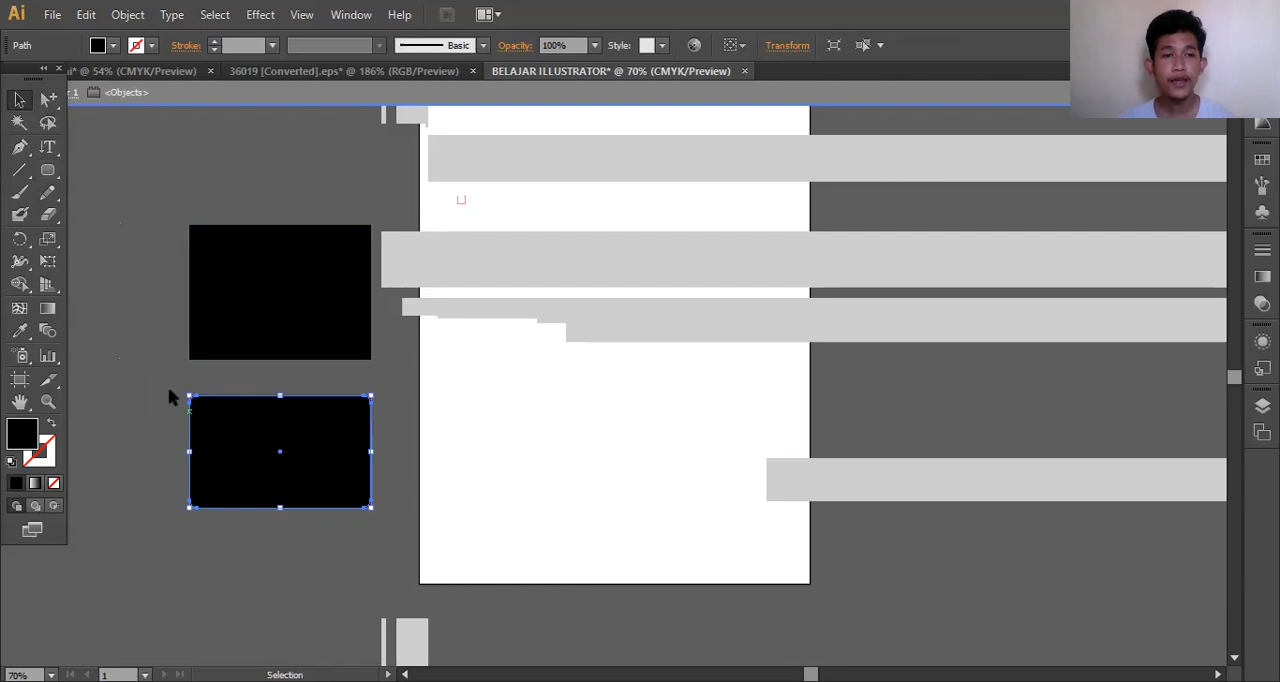 Ai File Edit Object Type Select Effect View Window Help
Path Stroke: Basic Opacity: 100% Style: Transform
i* @ 54% (CMYK/Preview) × 36019 [Converted].eps* @ 186% (RGB/Preview) × BELAJAR ILLUSTRATOR* @ 70% (CMYK/Preview) ×
r 1 <Objects>
70% 1 Selection